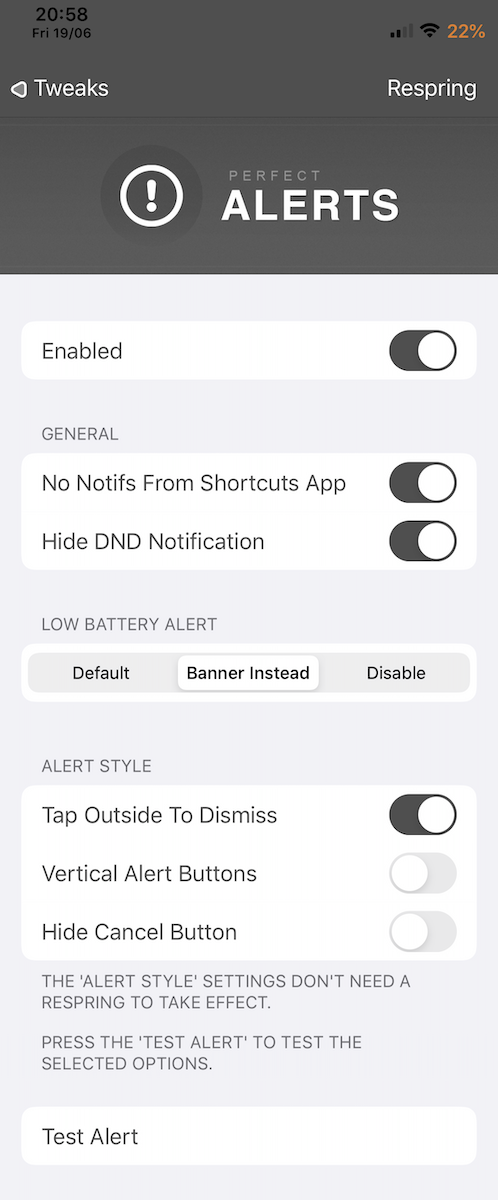 20:58
Fri 19/06
22%
Tweaks
Respring
PERFECT
ALERTS
Enabled
GENERAL
No Notifs From Shortcuts App
Hide DND Notification
LOW BATTERY ALERT
Default
Banner Instead
Disable
ALERT STYLE
Tap Outside To Dismiss
Vertical Alert Buttons
Hide Cancel Button
THE 'ALERT STYLE' SETTINGS DON'T NEED A
RESPRING TO TAKE EFFECT.
PRESS THE 'TEST ALERT' TO TEST THE
SELECTED OPTIONS.
Test Alert